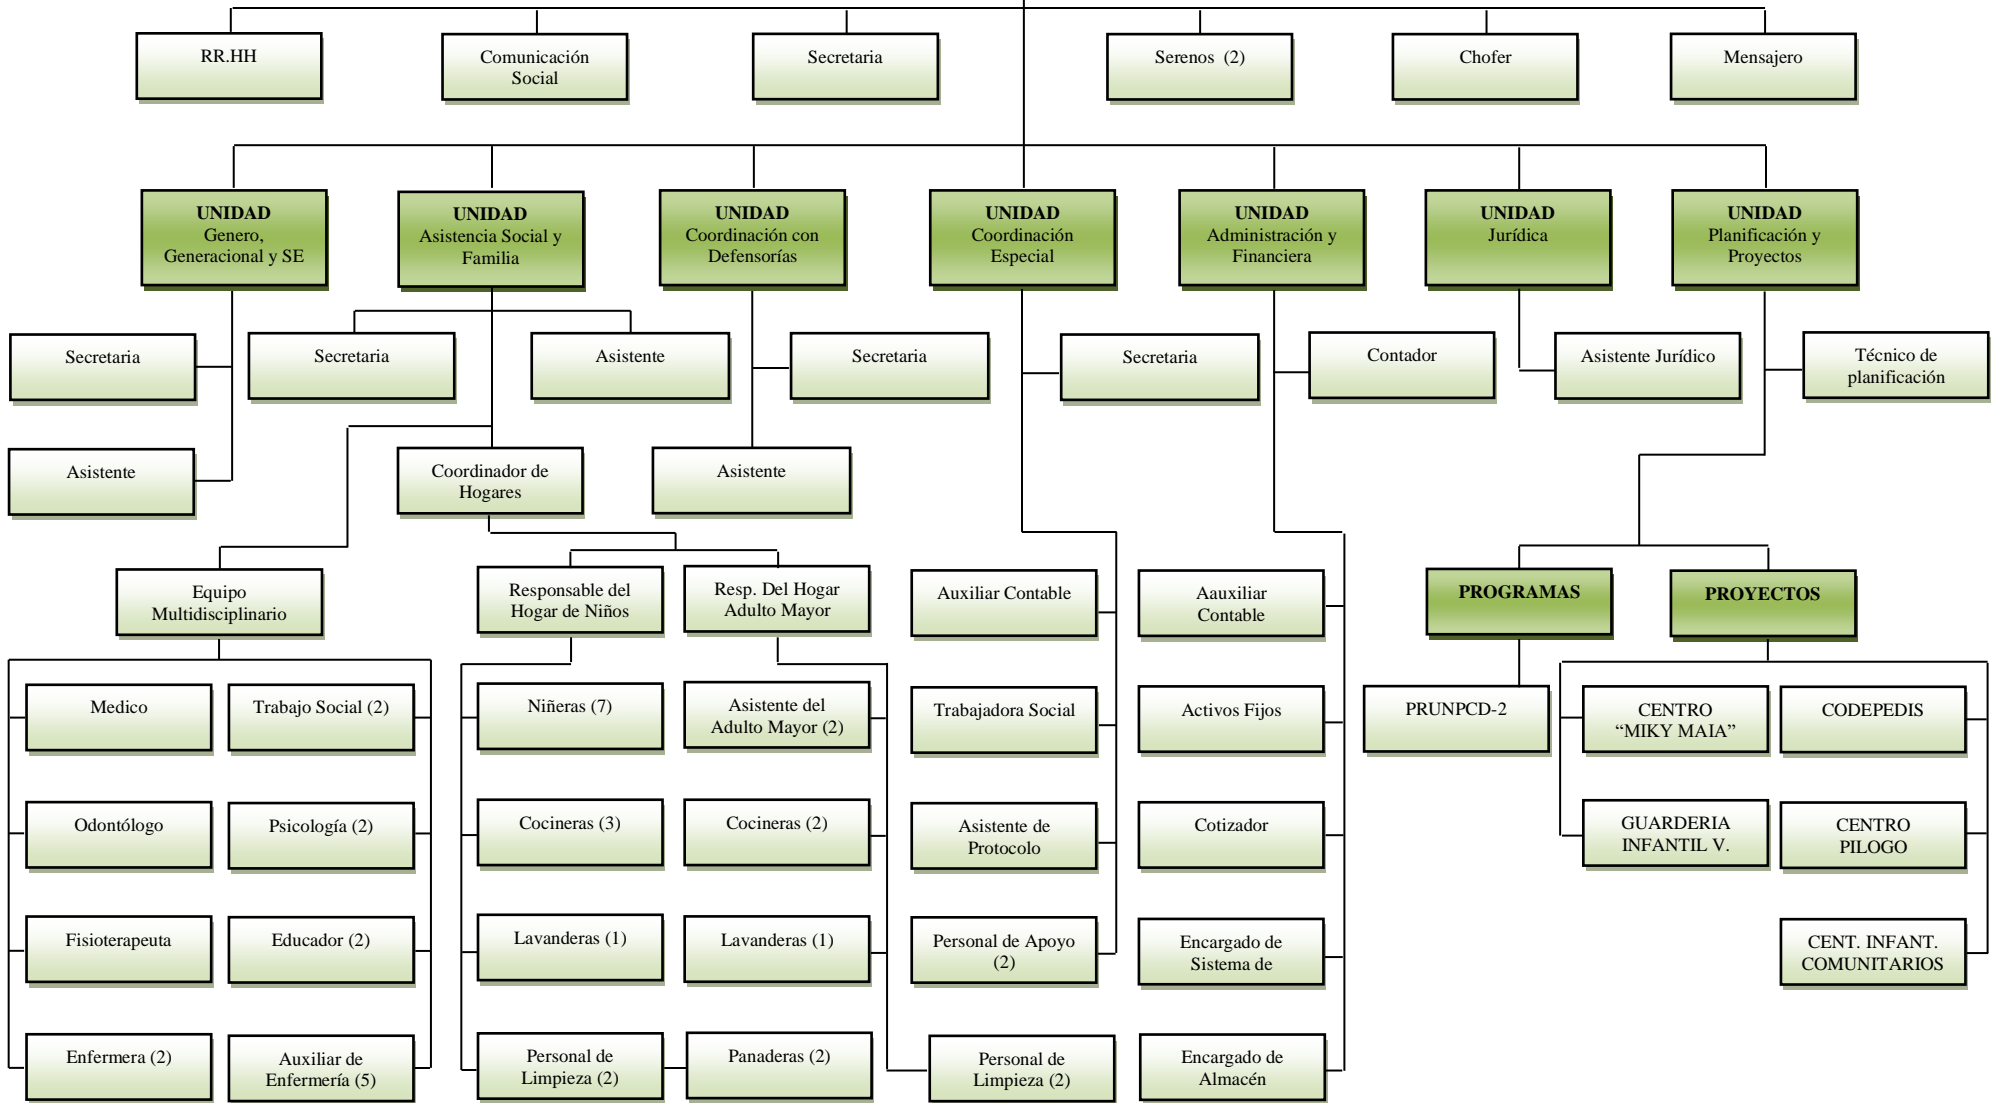 RR.HH
Comunicación
Social
Secretaria
Serenos (2)
Chofer
Mensajero
UNIDAD
Genero,
Generacional y SE
UNIDAD
Asistencia Social y
Familia
UNIDAD
Coordinación con
Defensorías
UNIDAD
Coordinación
Especial
UNIDAD
Administración y
Financiera
UNIDAD
Jurídica
UNIDAD
Planificación y
Proyectos
Secretaria
Secretaria
Asistente
Secretaria
Secretaria
Contador
Asistente Jurídico
Técnico de
planificación
Asistente
Coordinador de
Hogares
Asistente
Equipo
Multidisciplinario
Responsable del
Hogar de Niños
Resp. Del Hogar
Adulto Mayor
Auxiliar Contable
Aauxiliar
Contable
PROGRAMAS
PROYECTOS
Medico
Trabajo Social (2)
Niñeras (7)
Asistente del
Adulto Mayor (2)
Trabajadora Social
Activos Fijos
PRUNPCD-2
CENTRO
“MIKY MAIA”
CODEPEDIS
Odontólogo
Psicología (2)
Cocineras (3)
Cocineras (2)
Asistente de
Protocolo
Cotizador
GUARDERIA
INFANTIL V.
CENTRO
PILOGO
Fisioterapeuta
Educador (2)
Lavanderas (1)
Lavanderas (1)
Personal de Apoyo
(2)
Encargado de
Sistema de
CENT. INFANT.
COMUNITARIOS
Enfermera (2)
Auxiliar de
Enfermería (5)
Personal de
Limpieza (2)
Panaderas (2)
Personal de
Limpieza (2)
Encargado de
Almacén